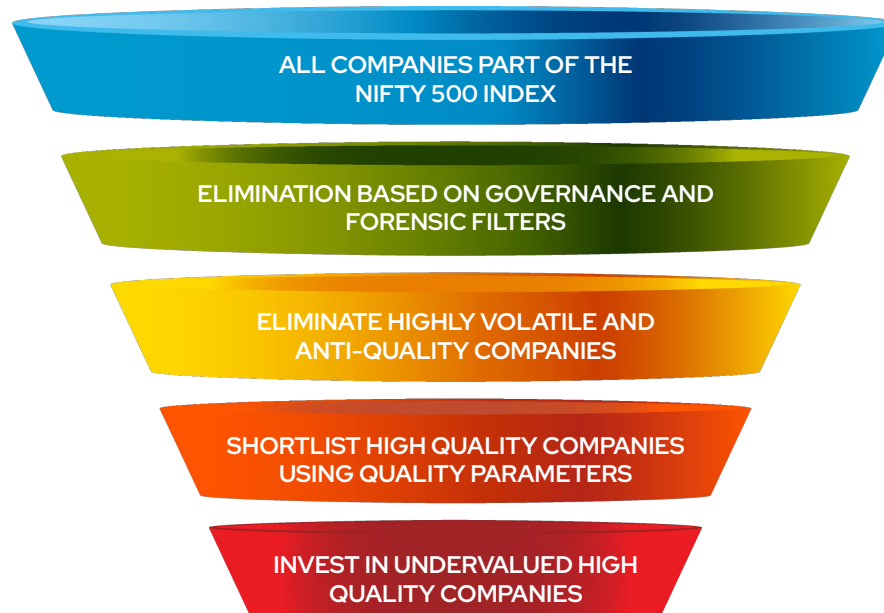 ALL COMPANIES PART OF THE
NIFTY 500 INDEX
ELIMINATION BASED ON GOVERNANCE AND
FORENSIC FILTERS
ELIMINATE HIGHLY VOLATILE AND
ANTI-QUALITY COMPANIES
SHORTLIST HIGH QUALITY COMPANIES
USING QUALITY PARAMETERS
INVEST IN UNDERVALUED HIGH
QUALITY COMPANIES